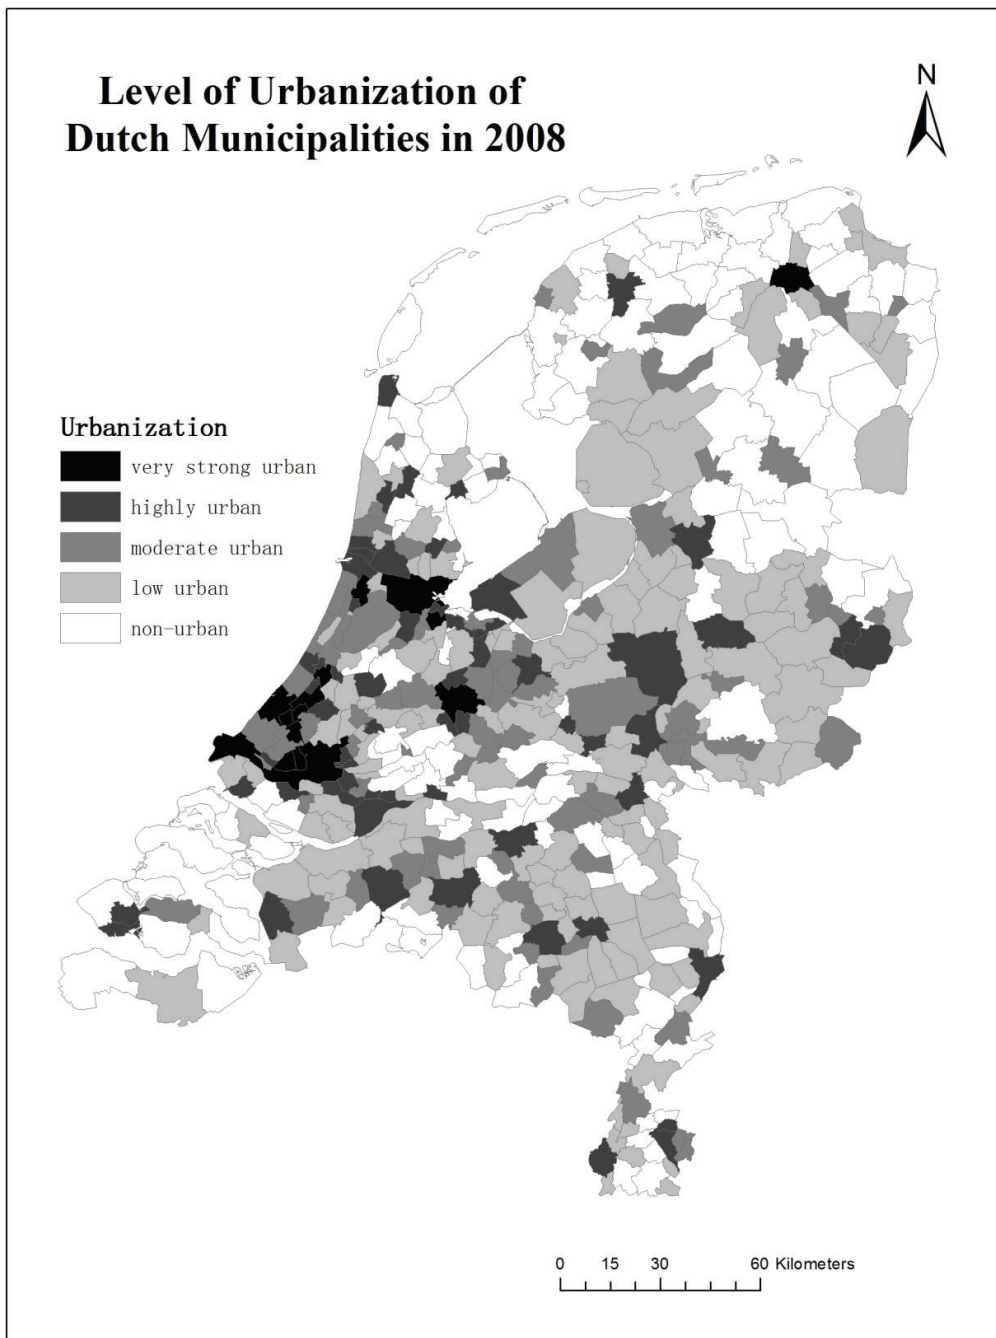 Level of Urbanization of
Dutch Municipalities in 2008
N
Urbanization
very strong urban
highly urban
moderate urban
low urban
non-urban
0 15 30 60 Kilometers